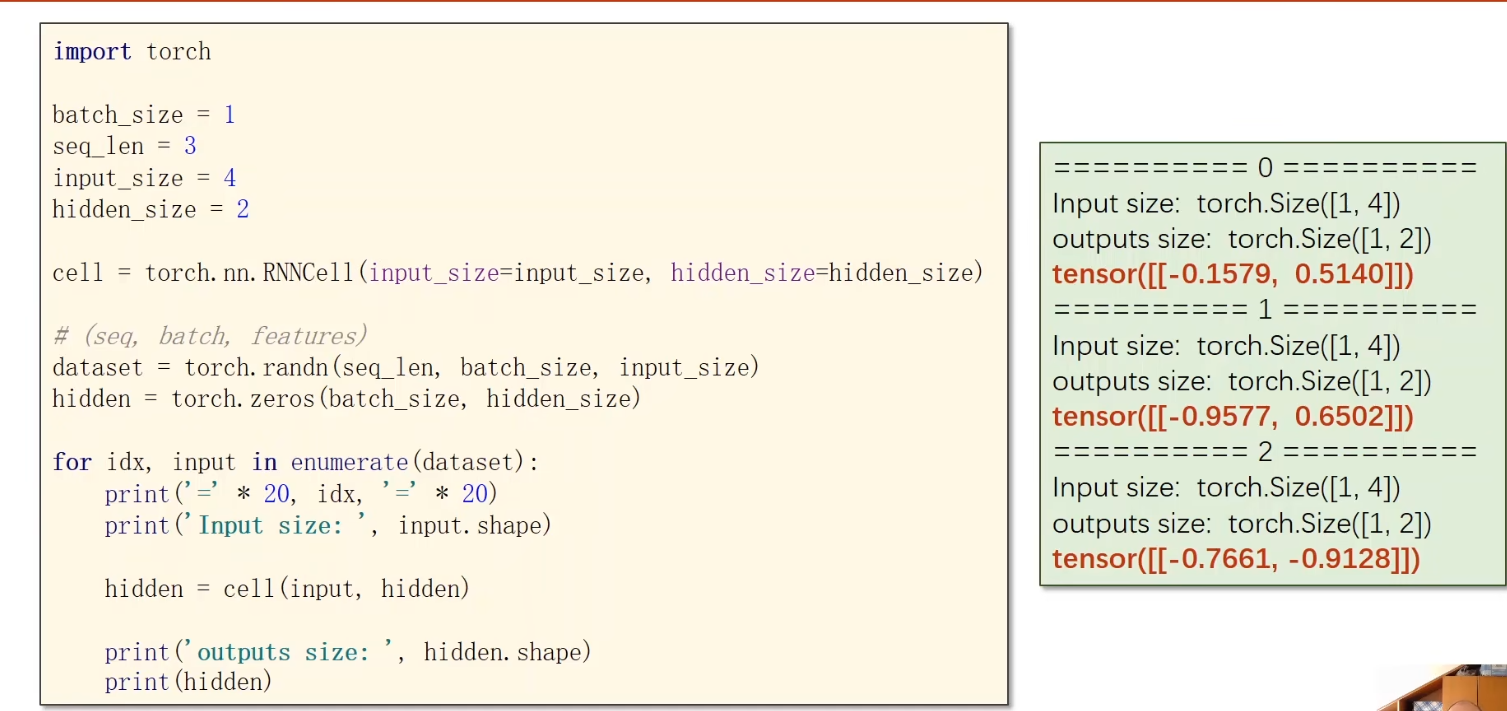 import torch
batch_size = 1
seq_len = 3
input_size = 4
hidden_size = 2
cell = torch.nn.RNNCell(input_size=input_size, hidden_size=hidden_size)
# (seq, batch, features)
dataset = torch.randn(seq_len, batch_size, input_size)
hidden = torch.zeros(batch_size, hidden_size)
for idx, input in enumerate(dataset):
    print('=' * 20, idx, '=' * 20)
    print('Input size: ', input.shape)
    hidden = cell(input, hidden)
    print('outputs size: ', hidden.shape)
    print(hidden)
========== 0 ==========
Input size:  torch.Size([1, 4])
outputs size:  torch.Size([1, 2])
tensor([[-0.1579,  0.5140]])
========== 1 ==========
Input size:  torch.Size([1, 4])
outputs size:  torch.Size([1, 2])
tensor([[-0.9577,  0.6502]])
========== 2 ==========
Input size:  torch.Size([1, 4])
outputs size:  torch.Size([1, 2])
tensor([[-0.7661, -0.9128]])